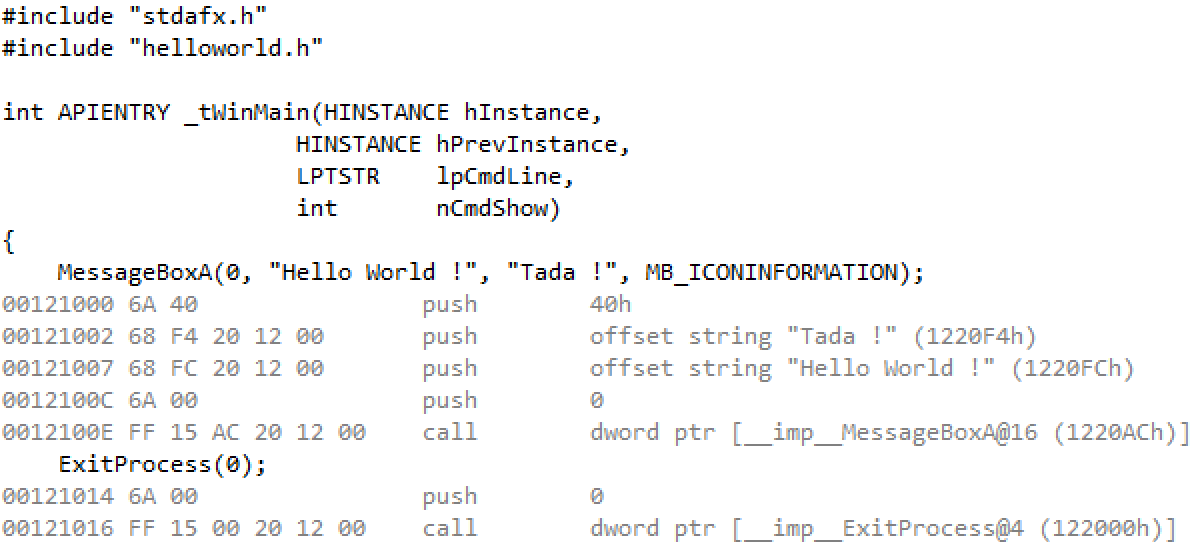 #include "stdafx.h"
#include "helloworld.h"

int APIENTRY _tWinMain(HINSTANCE hInstance,
                     HINSTANCE hPrevInstance,
                     LPTSTR    lpCmdLine,
                     int       nCmdShow)
{
    MessageBoxA(0, "Hello World !", "Tada !", MB_ICONINFORMATION);
00121000 6A 40                push        40h
00121002 68 F4 20 12 00       push        offset string "Tada !" (1220F4h)
00121007 68 FC 20 12 00       push        offset string "Hello World !" (1220FCh)
0012100C 6A 00                push        0
0012100E FF 15 AC 20 12 00    call        dword ptr [__imp__MessageBoxA@16 (1220ACh)]
    ExitProcess(0);
00121014 6A 00                push        0
00121016 FF 15 00 20 12 00    call        dword ptr [__imp__ExitProcess@4 (122000h)]